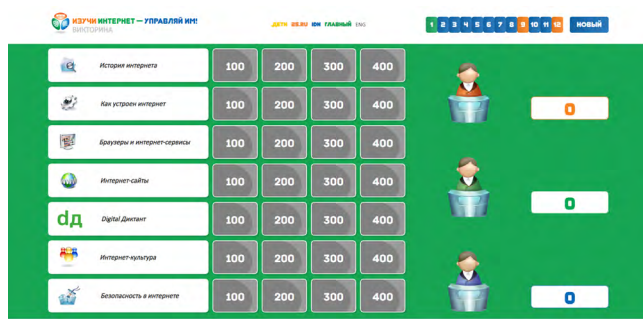 ИЗУЧИ ИНТЕРНЕТ — УПРАВЛЯЙ ИМ!
ВИКТОРИНА
ДЕТИ 25.RU IDN ГЛАВНЫЙ ENG
1 2 3 4 5 6 7 8 9 10 11 12 НОВЫЙ
История интернета 100 200 300 400
Как устроен интернет 100 200 300 400
0
Браузеры и интернет-сервисы 100 200 300 400
Интернет-сайты 100 200 300 400
0
dд Digital Диктант 100 200 300 400
Интернет-культура 100 200 300 400
Безопасность в интернете 100 200 300 400
0